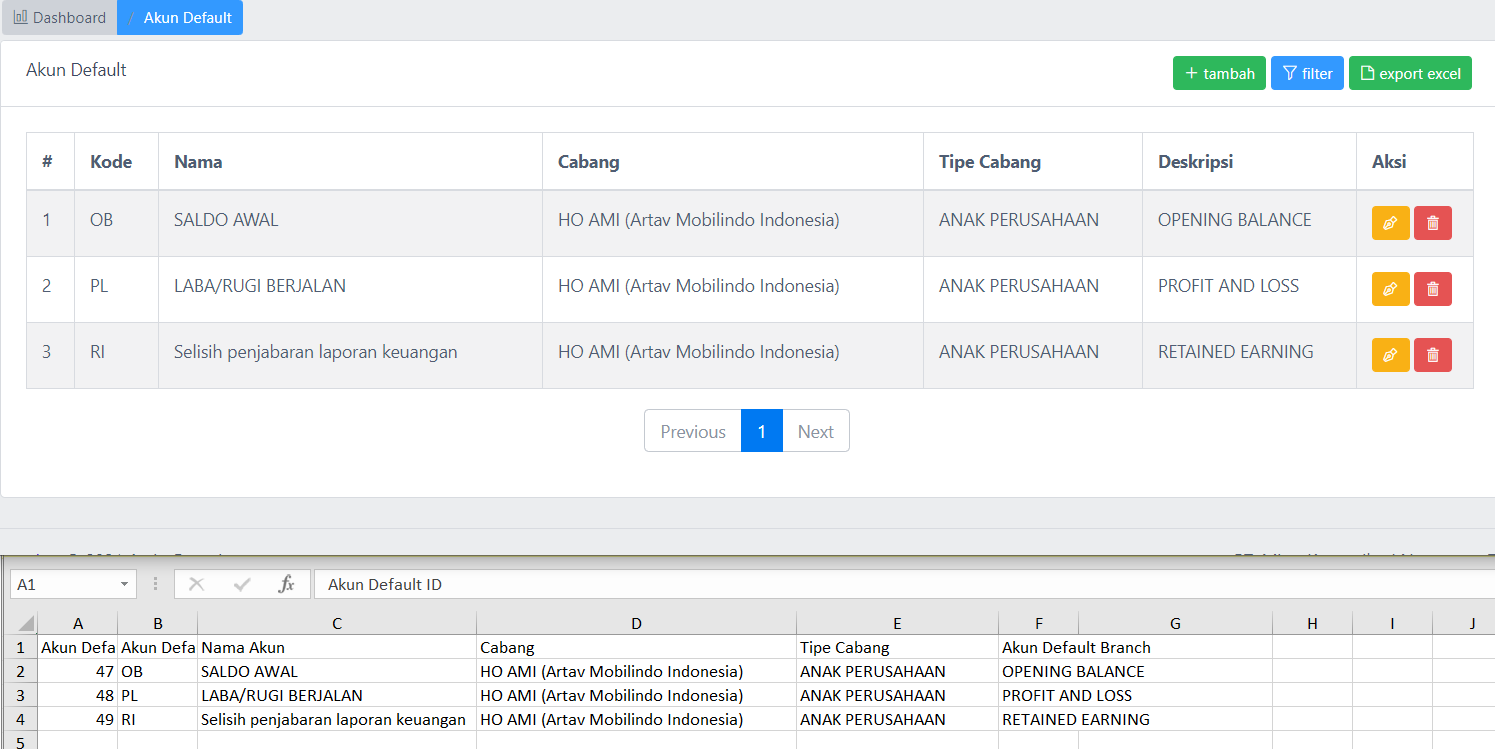 Dashboard / Akun Default
Akun Default
+ tambah filter export excel
# Kode Nama Cabang Tipe Cabang Deskripsi Aksi
1 OB SALDO AWAL HO AMI (Artav Mobilindo Indonesia) ANAK PERUSAHAAN OPENING BALANCE
2 PL LABA/RUGI BERJALAN HO AMI (Artav Mobilindo Indonesia) ANAK PERUSAHAAN PROFIT AND LOSS
3 RI Selisih penjabaran laporan keuangan HO AMI (Artav Mobilindo Indonesia) ANAK PERUSAHAAN RETAINED EARNING
Previous 1 Next
A1 fx Akun Default ID
A B C D E F G H I J
1 Akun Defa Akun Defa Nama Akun Cabang Tipe Cabang Akun Default Branch
2 47 OB SALDO AWAL HO AMI (Artav Mobilindo Indonesia) ANAK PERUSAHAAN OPENING BALANCE
3 48 PL LABA/RUGI BERJALAN HO AMI (Artav Mobilindo Indonesia) ANAK PERUSAHAAN PROFIT AND LOSS
4 49 RI Selisih penjabaran laporan keuangan HO AMI (Artav Mobilindo Indonesia) ANAK PERUSAHAAN RETAINED EARNING
5